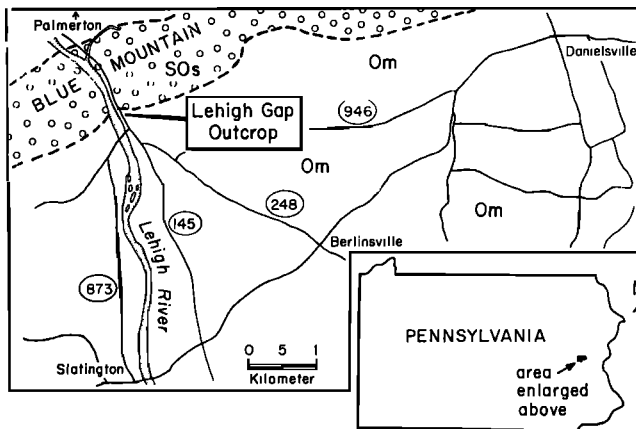 Palmerton
BLUE MOUNTAIN
SOs
Om
Danielsville
Lehigh Gap
Outcrop
946
Om
248
Om
145
Berlinsville
Lehigh River
873
Slatington
0 5 1
Kilometer
PENNSYLVANIA
area
enlarged
above